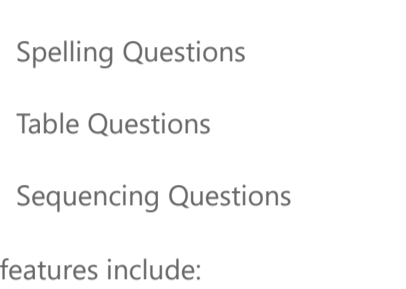 Spelling Questions
Table Questions
Sequencing Questions
features include: